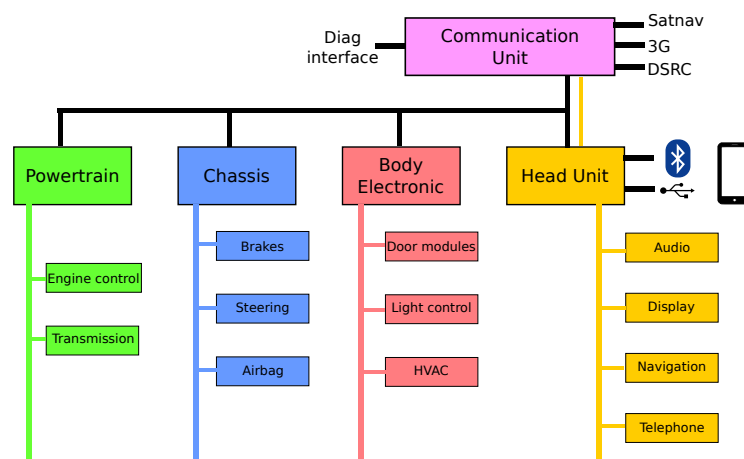 Communication
Unit
Diag
interface
Satnav
3G
DSRC
Powertrain
Chassis
Body
Electronic
Head Unit
Engine control
Transmission
Brakes
Steering
Airbag
Door modules
Light control
HVAC
Audio
Display
Navigation
Telephone